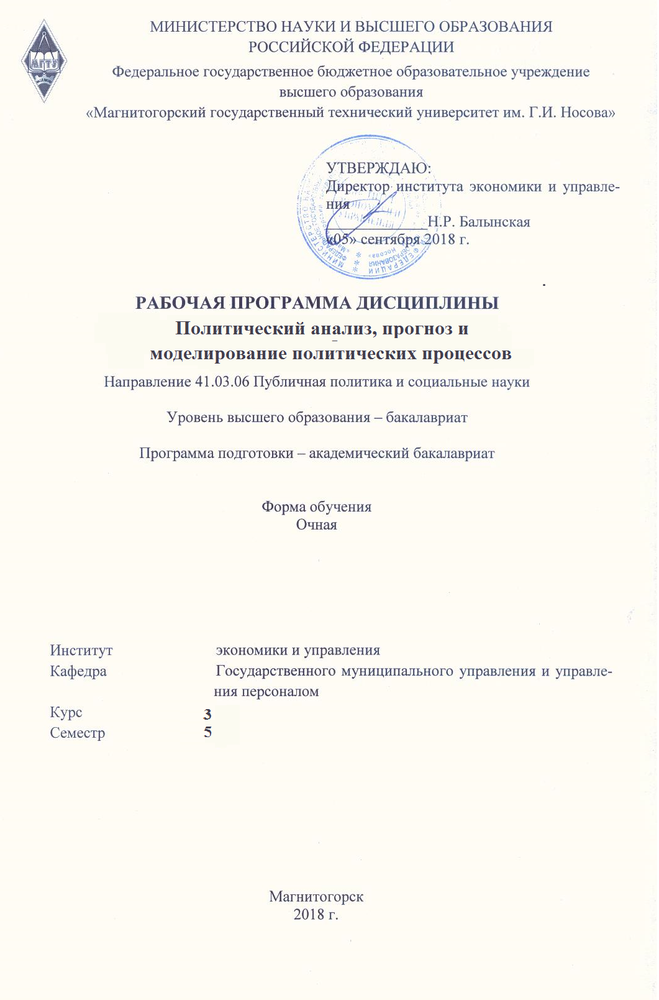 МГТУ
МИНИСТЕРСТВО НАУКИ И ВЫСШЕГО ОБРАЗОВАНИЯ
РОССИЙСКОЙ ФЕДЕРАЦИИ
Федеральное государственное бюджетное образовательное учреждение
высшего образования
«Магнитогорский государственный технический университет им. Г.И. Носова»
УТВЕРЖДАЮ:
Директор института экономики и управле-
ния
Н.Р. Балынская
«05» сентября 2018 г.
РАБОЧАЯ ПРОГРАММА ДИСЦИПЛИНЫ
Политический анализ, прогноз и
моделирование политических процессов
Направление 41.03.06 Публичная политика и социальные науки
Уровень высшего образования – бакалавриат
Программа подготовки – академический бакалавриат
Форма обучения
Очная
Институт экономики и управления
Кафедра Государственного муниципального управления и управле-
ния персоналом
Курс 3
Семестр 5
Магнитогорск
2018 г.